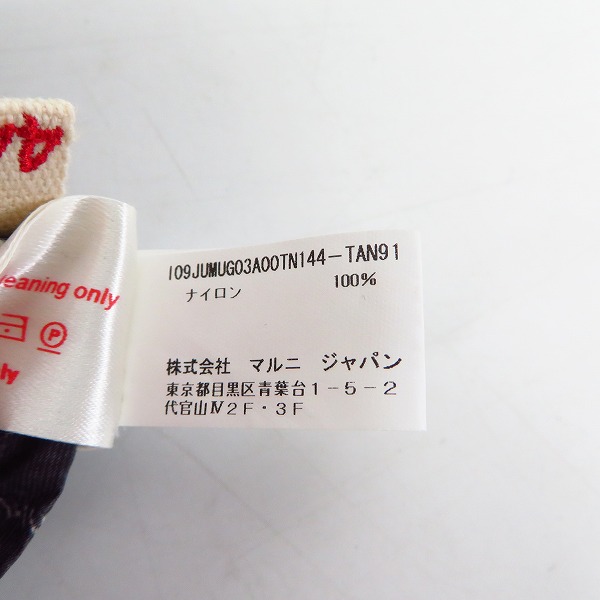 I09JUMUG03A00TN144-TAN91
ナイロン 100%
株式会社 マルニ ジャパン
東京都目黒区青葉台1-5-2
代官山Ⅳ2F・3F
cleaning only
P